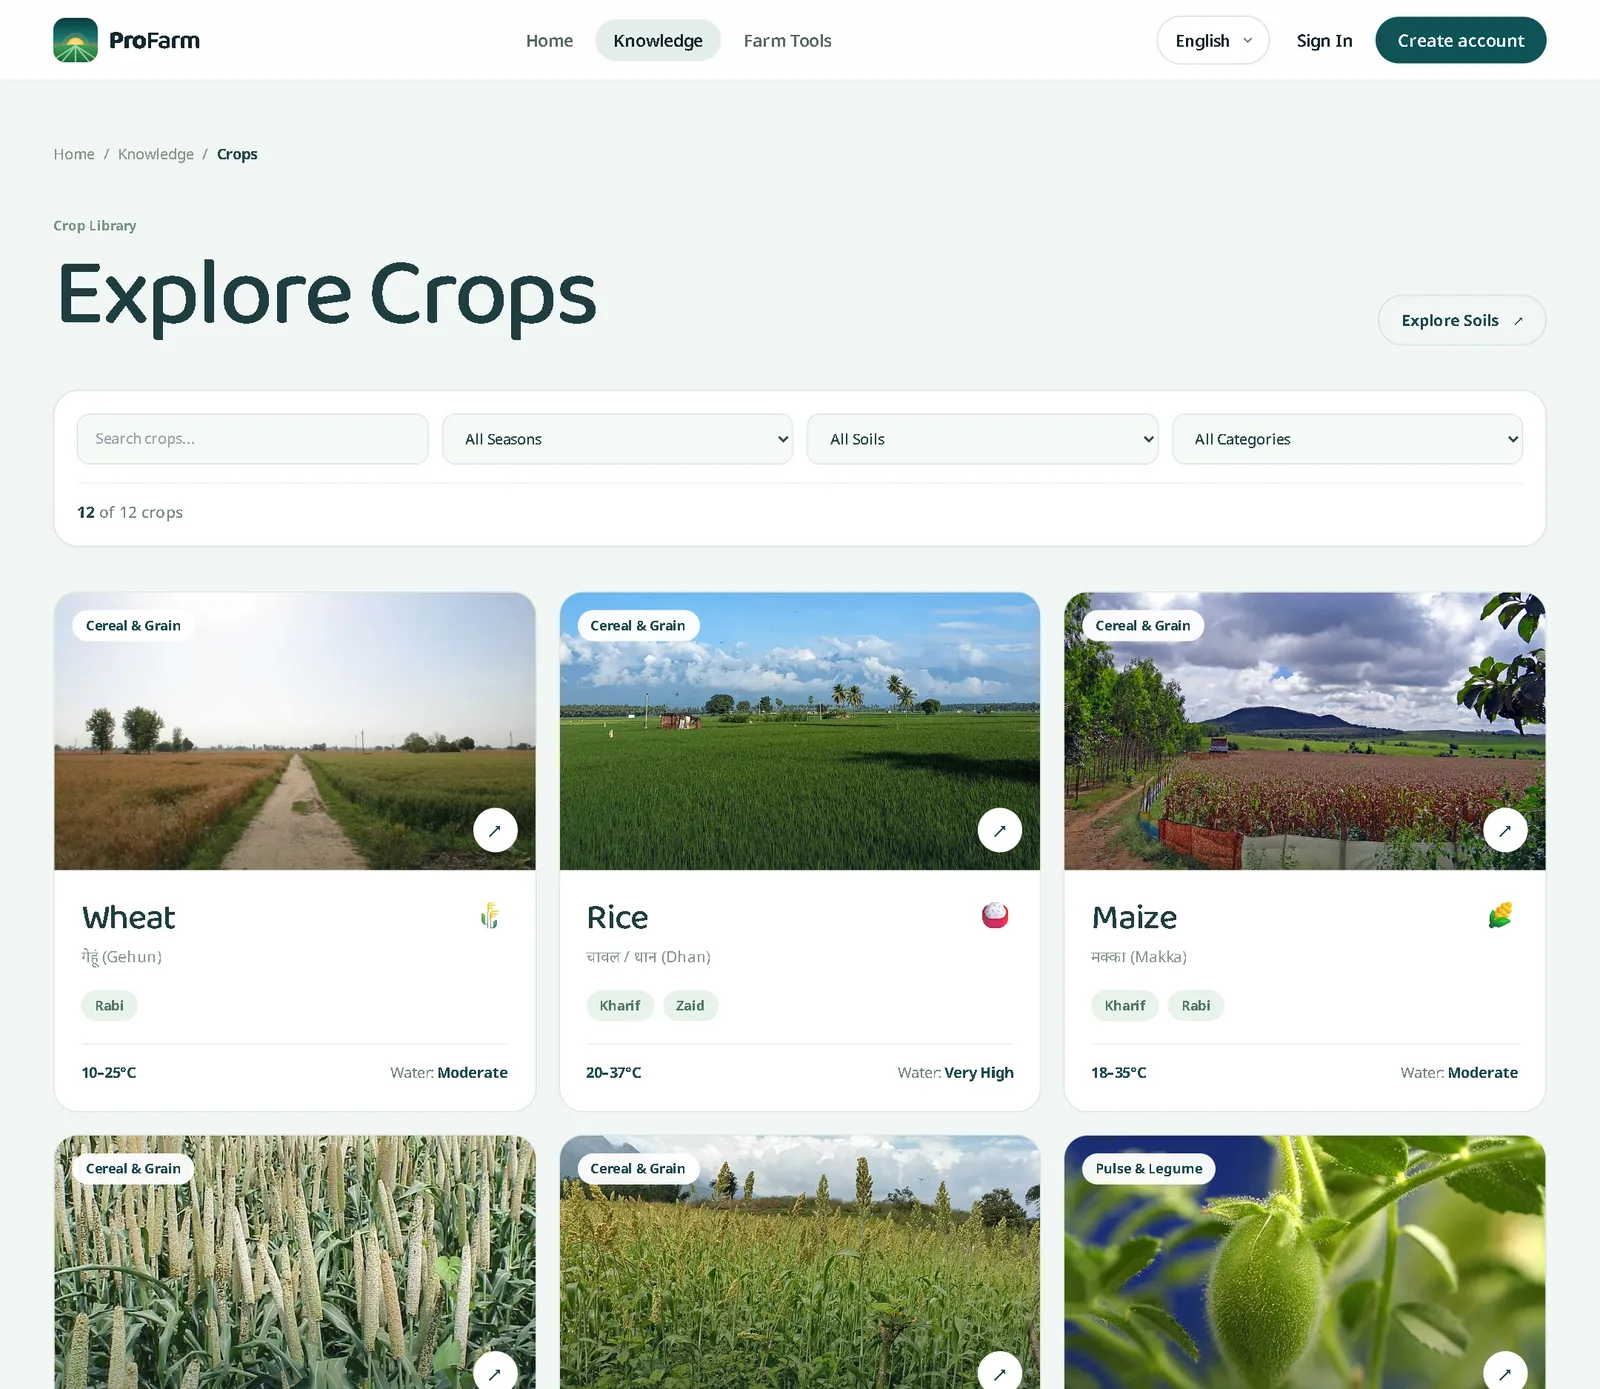 ProFarm
Home Knowledge Farm Tools
English Sign In Create account
Home / Knowledge / Crops
Crop Library
Explore Crops
Explore Soils ↗
Search crops... All Seasons All Soils All Categories
12 of 12 crops
Cereal & Grain
Wheat
गेहूं (Gehun)
Rabi
10–25°C Water: Moderate
Cereal & Grain
Rice
चावल / धान (Dhan)
Kharif Zaid
20–37°C Water: Very High
Cereal & Grain
Maize
मक्का (Makka)
Kharif Rabi
18–35°C Water: Moderate
Cereal & Grain
Cereal & Grain
Pulse & Legume